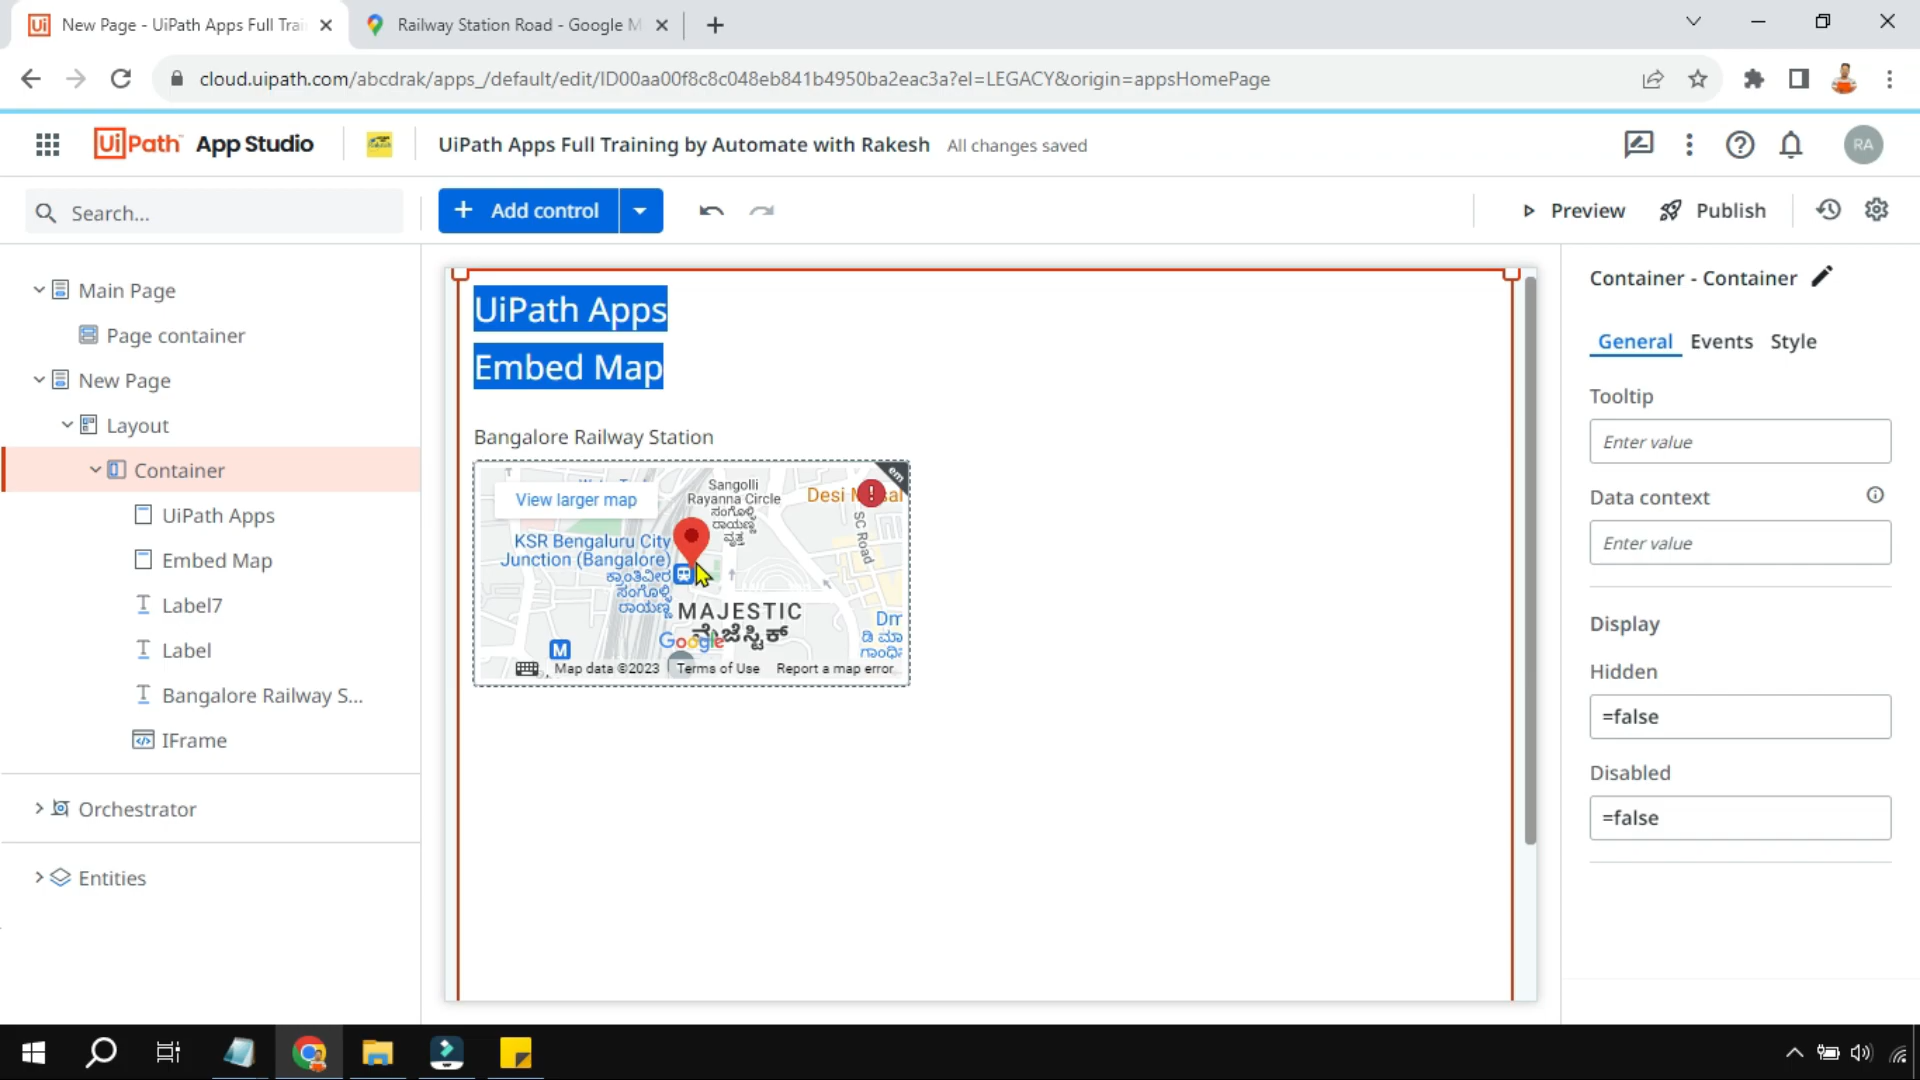 New Page - UiPath Apps Full Trai
Railway Station Road - Google M
cloud.uipath.com/abcdrak/apps_/default/edit/ID00aa00f8c8c048eb841b4950ba2eac3a?el=LEGACY&origin=appsHomePage
UiPath App Studio
UiPath Apps Full Training by Automate with Rakesh All changes saved
RA
Search...
+ Add control
Preview
Publish
Main Page
Page container
New Page
Layout
Container
UiPath Apps
Embed Map
Label7
Label
Bangalore Railway S...
IFrame
Orchestrator
Entities
UiPath Apps
Embed Map
Bangalore Railway Station
View larger map
Sangolli
Rayanna Circle
ಸಂಗೊಳ್ಳಿ
ರಾಯಣ್ಣ
ವೃತ್ತ
Desi
em
SC Road
KSR Bengaluru City
Junction (Bangalore)
ಕ್ರಾಂತಿವೀರ
ಸಂಗೊಳ್ಳಿ
ರಾಯಣ್ಣ
MAJESTIC
ಮೆಜೆಸ್ಟಿಕ್
M
Google
Map data ©2023 Terms of Use Report a map error
Container - Container
General Events Style
Tooltip
Enter value
Data context
Enter value
Display
Hidden
=false
Disabled
=false